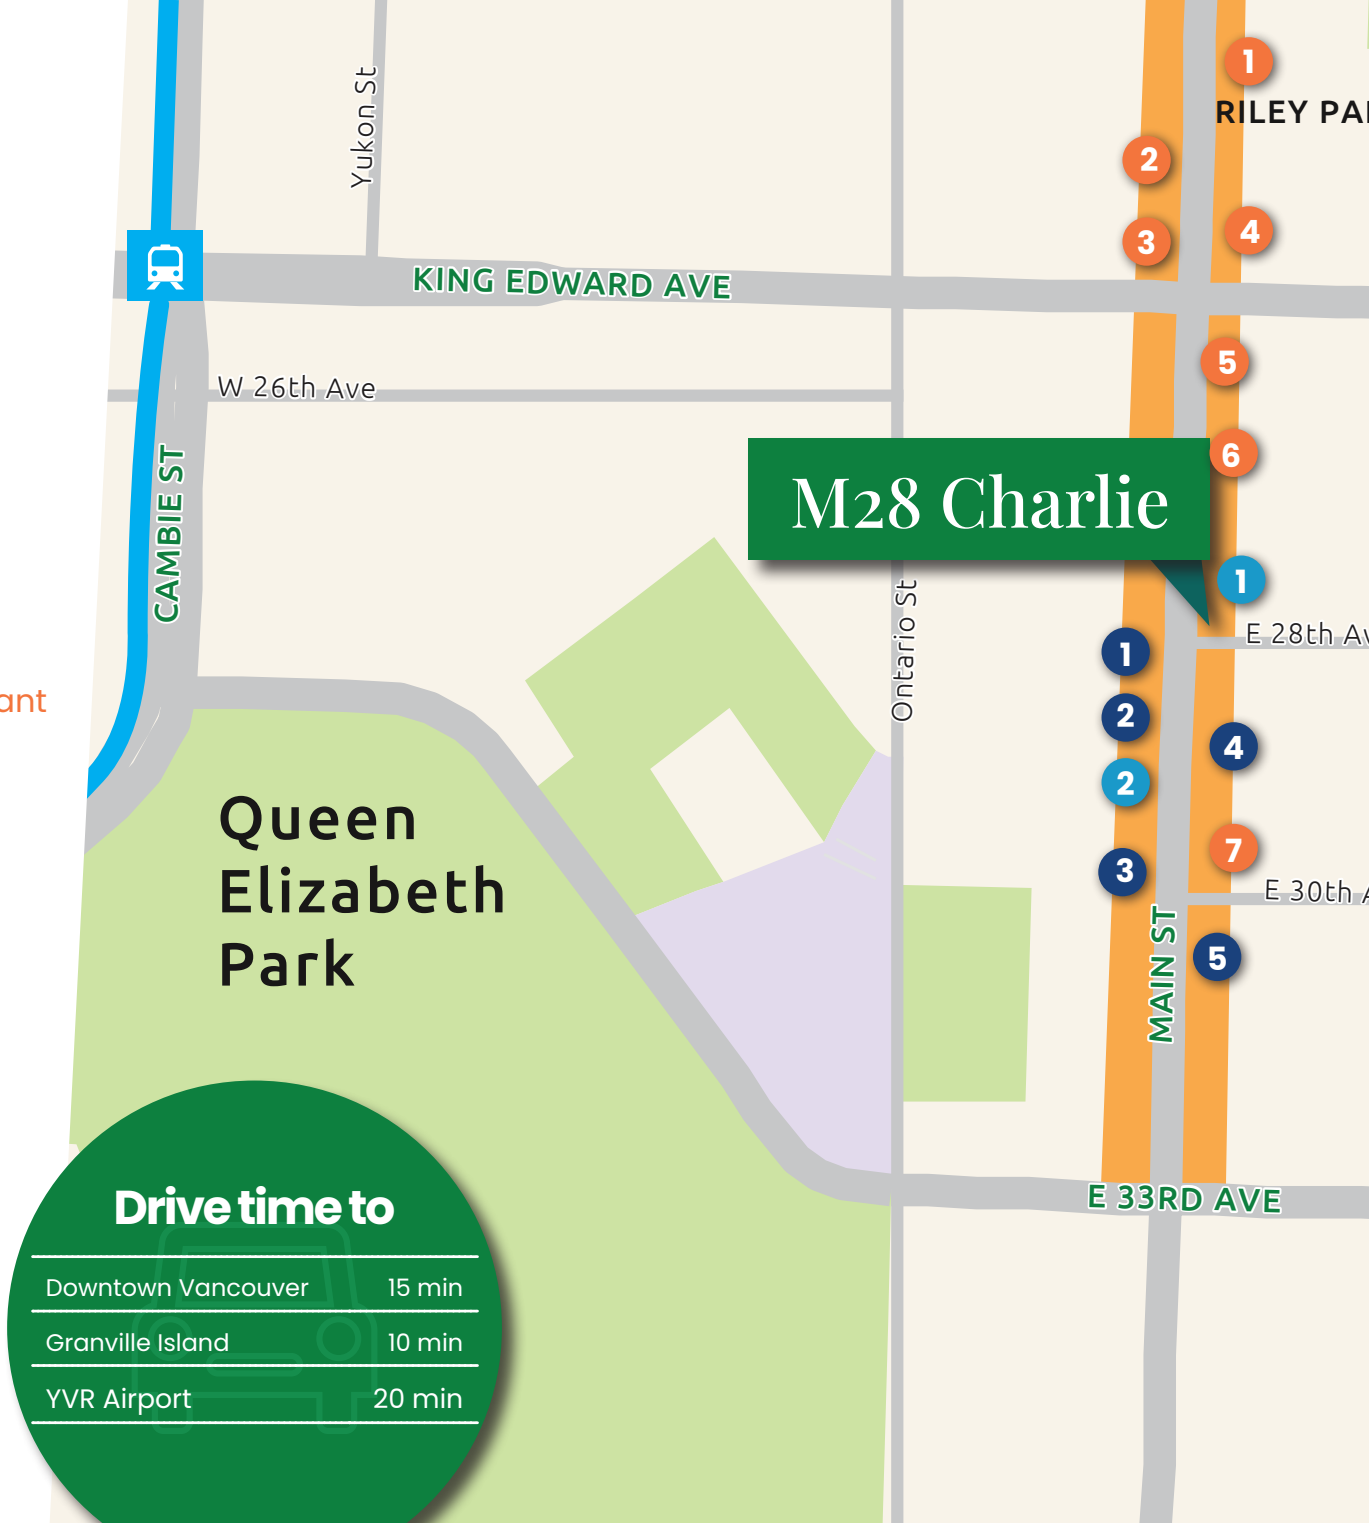 Yukon St
1
RILEY PA
2
3
4
KING EDWARD AVE
W 26th Ave
5
6
CAMBIE ST
M28 Charlie
1
Ontario St
E 28th Av
1
ant
2
4
2
7
3
E 30th A
Queen
Elizabeth
Park
MAIN ST
5
E 33RD AVE
Drive time to
Downtown Vancouver 15 min
Granville Island 10 min
YVR Airport 20 min